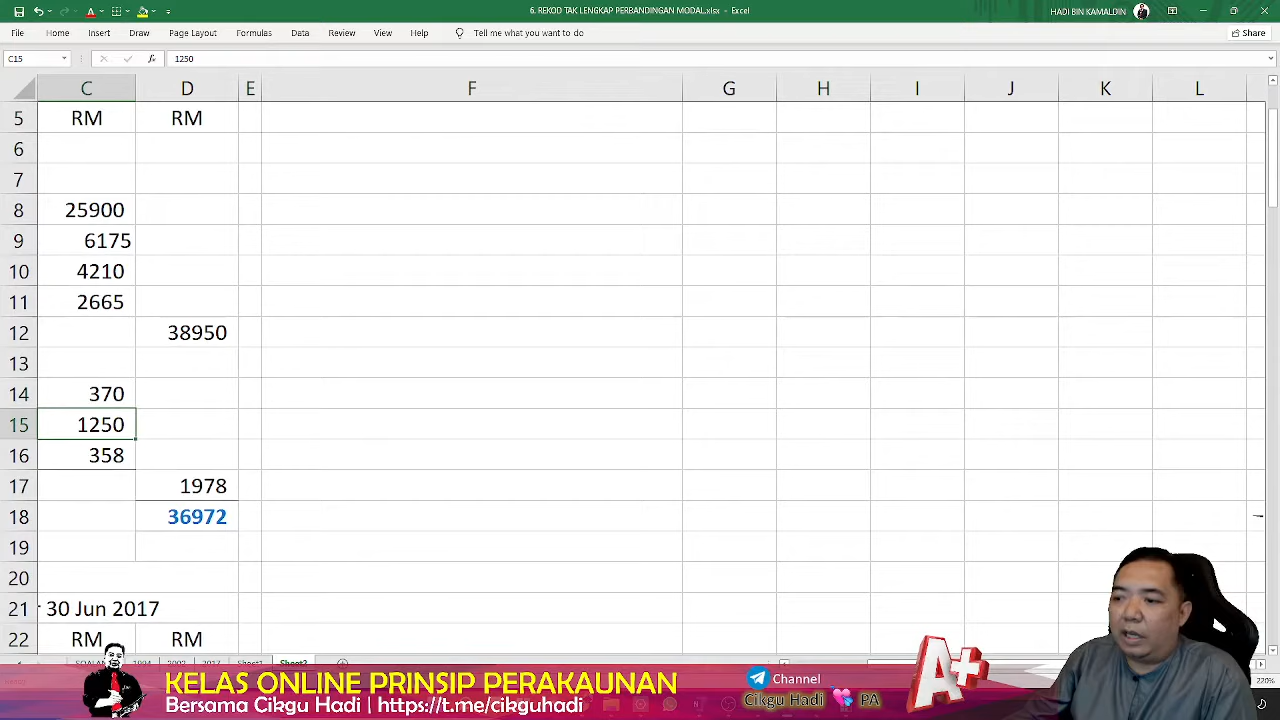 6. REKOD TAK LENGKAP PERBANDINGAN MODAL.xlsx - Excel
HADI BIN KAMALDIN
File Home Insert Draw Page Layout Formulas Data Review View Help Tell me what you want to do Share
C15 fx 1250
C D E F G H I J K L
5 RM RM
6
7
8 25900
9 6175
10 4210
11 2665
12 38950
13
14 370
15 1250
16 358
17 1978
18 36972
19
20
21 30 Jun 2017
22 RM RM
KELAS ONLINE PRINSIP PERAKAUNAN
Bersama Cikgu Hadi | https://t.me/cikguhadi
A+
Channel
Cikgu Hadi PA
220%